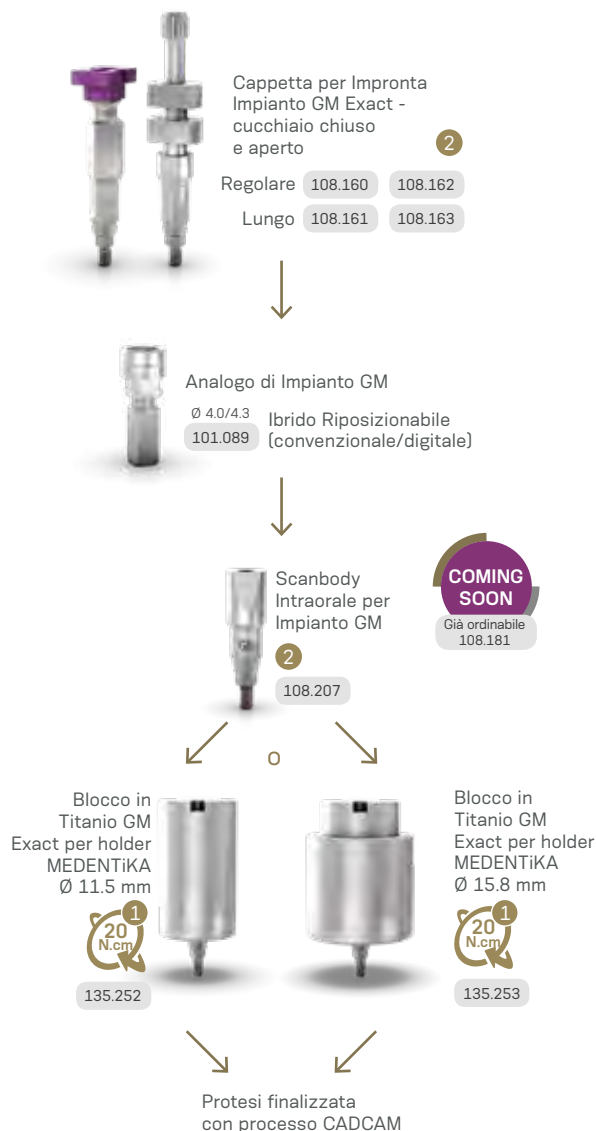 Cappetta per Impronta
Impianto GM Exact -
cucchiaio chiuso
e aperto
2
Regolare 108.160 108.162
Lungo 108.161 108.163
Analogo di Impianto GM
Ø 4.0/4.3
101.089
Ibrido Riposizionabile
(convenzionale/digitale)
Scanbody
Intraorale per
Impianto GM
2
108.207
COMING
SOON
Già ordinabile
108.181
O
Blocco in
Titanio GM
Exact per holder
MEDENTiKA
Ø 11.5 mm
1
20
N.cm
135.252
Blocco in
Titanio GM
Exact per holder
MEDENTiKA
Ø 15.8 mm
1
20
N.cm
135.253
Protesi finalizzata
con processo CADCAM